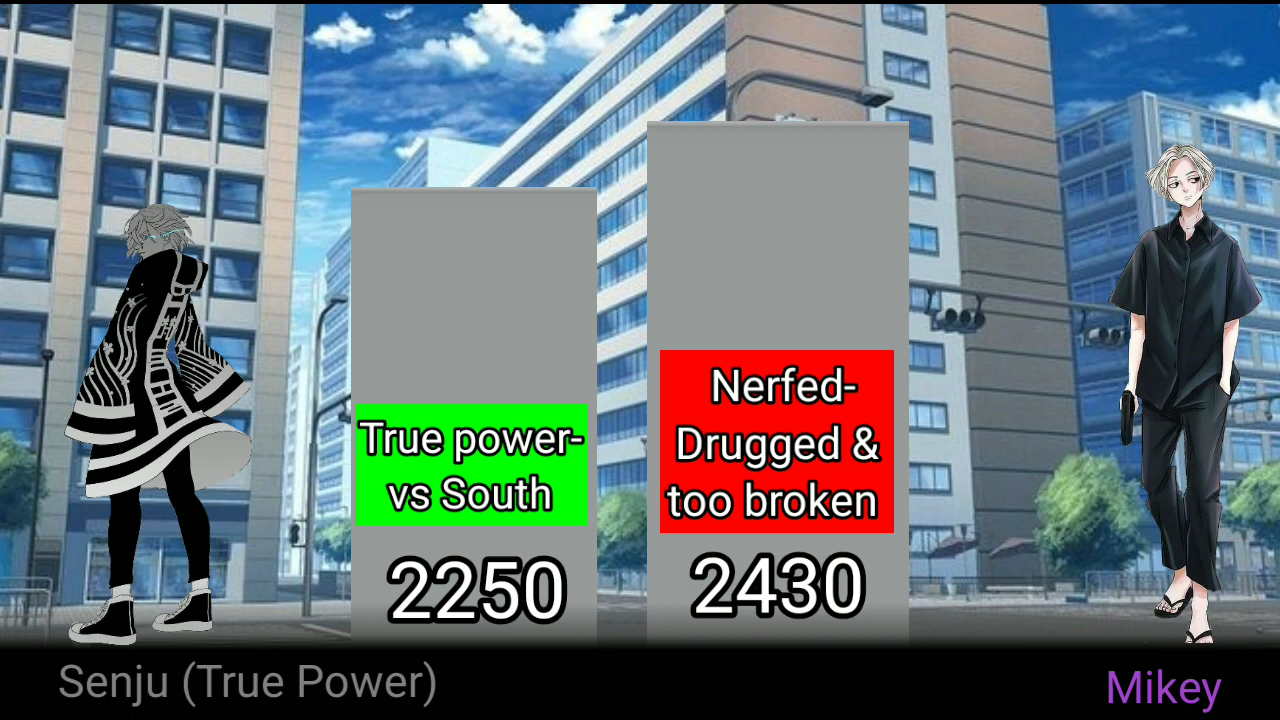 True power-
vs South
2250
Nerfed-
Drugged &
too broken
2430
Senju (True Power)
Mikey